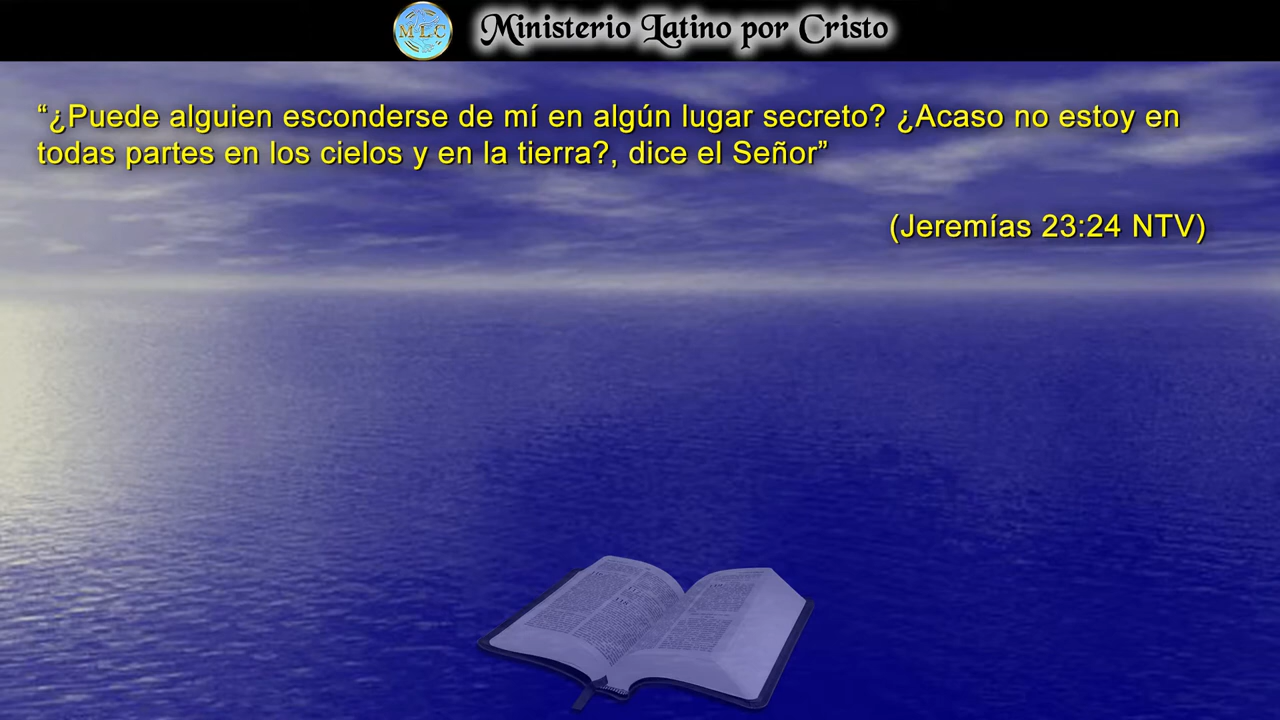 MLC
Ministerio Latino por Cristo
“¿Puede alguien esconderse de mí en algún lugar secreto? ¿Acaso no estoy en
todas partes en los cielos y en la tierra?, dice el Señor”
(Jeremías 23:24 NTV)